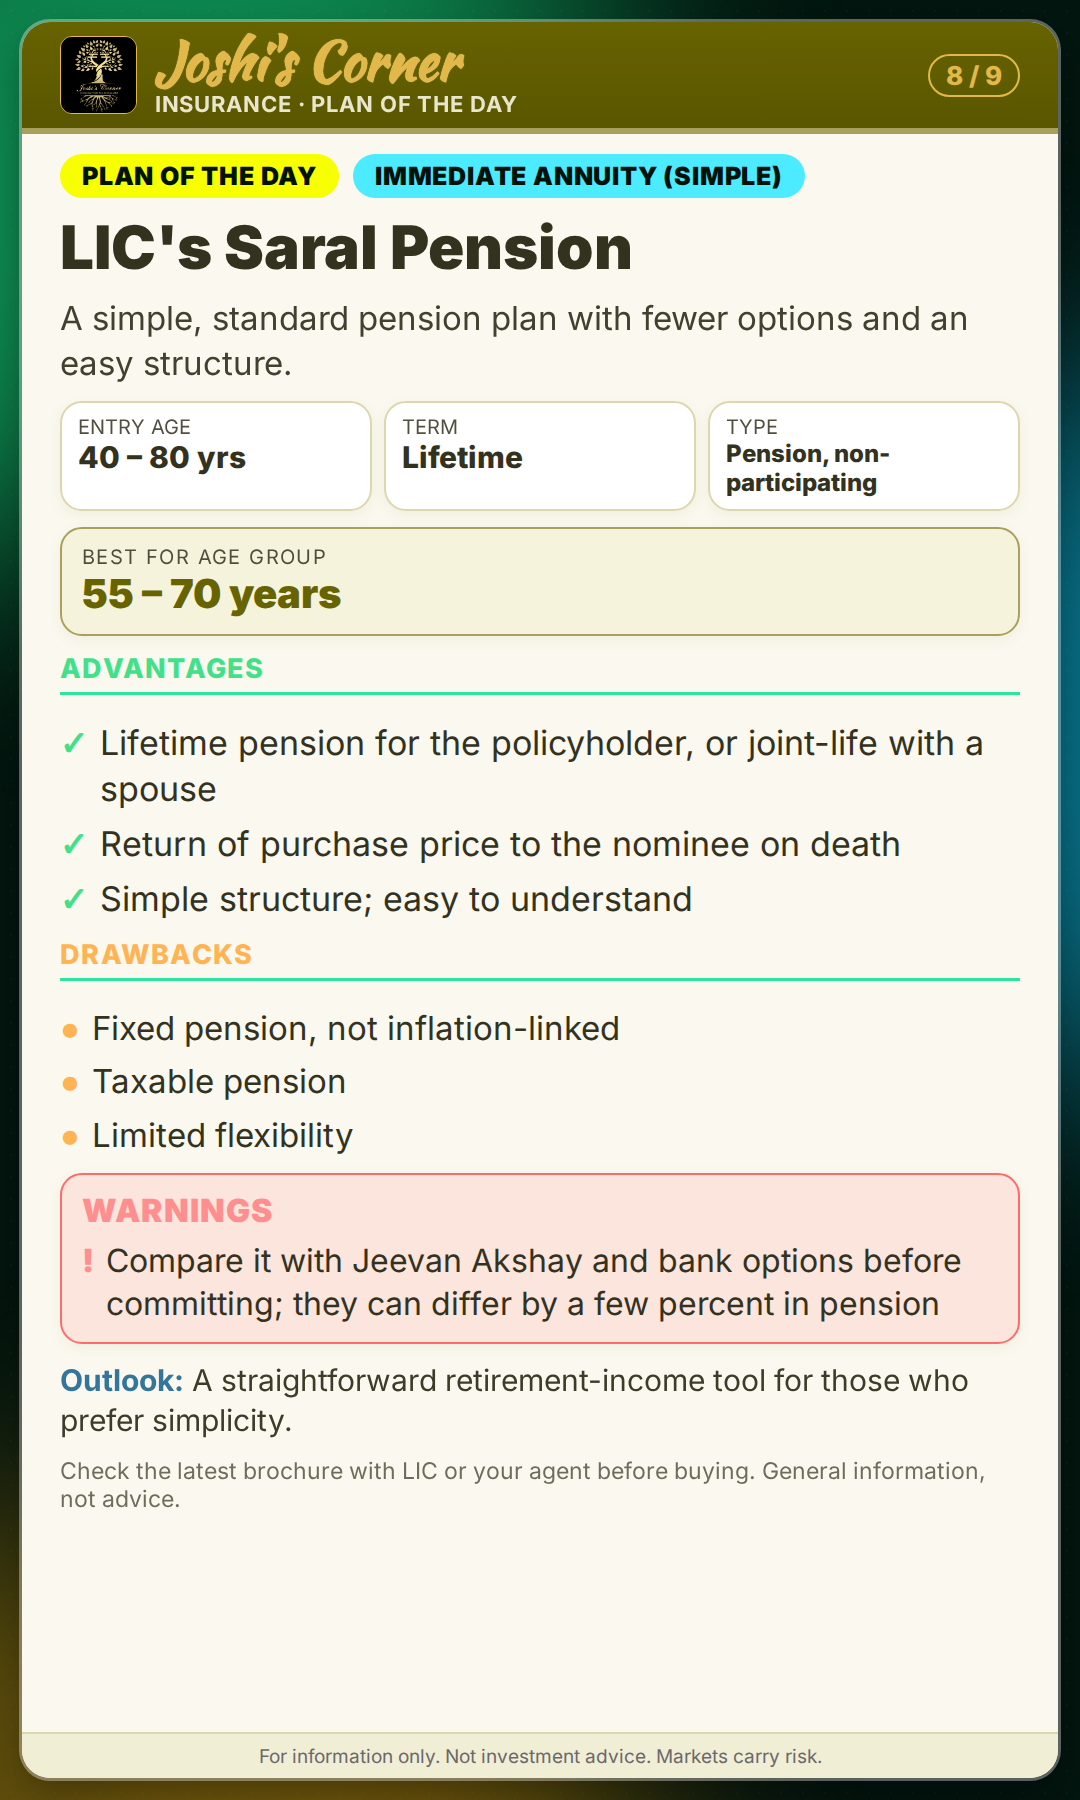 Joshi's Corner
Joshi's Corner
INSURANCE · PLAN OF THE DAY
8 / 9
PLAN OF THE DAY
IMMEDIATE ANNUITY (SIMPLE)
LIC's Saral Pension
A simple, standard pension plan with fewer options and an
easy structure.
ENTRY AGE
40 – 80 yrs
TERM
Lifetime
TYPE
Pension, non-
participating
BEST FOR AGE GROUP
55 – 70 years
ADVANTAGES
✓ Lifetime pension for the policyholder, or joint-life with a
spouse
✓ Return of purchase price to the nominee on death
✓ Simple structure; easy to understand
DRAWBACKS
● Fixed pension, not inflation-linked
● Taxable pension
● Limited flexibility
WARNINGS
! Compare it with Jeevan Akshay and bank options before
committing; they can differ by a few percent in pension
Outlook: A straightforward retirement-income tool for those who
prefer simplicity.
Check the latest brochure with LIC or your agent before buying. General information,
not advice.
For information only. Not investment advice. Markets carry risk.